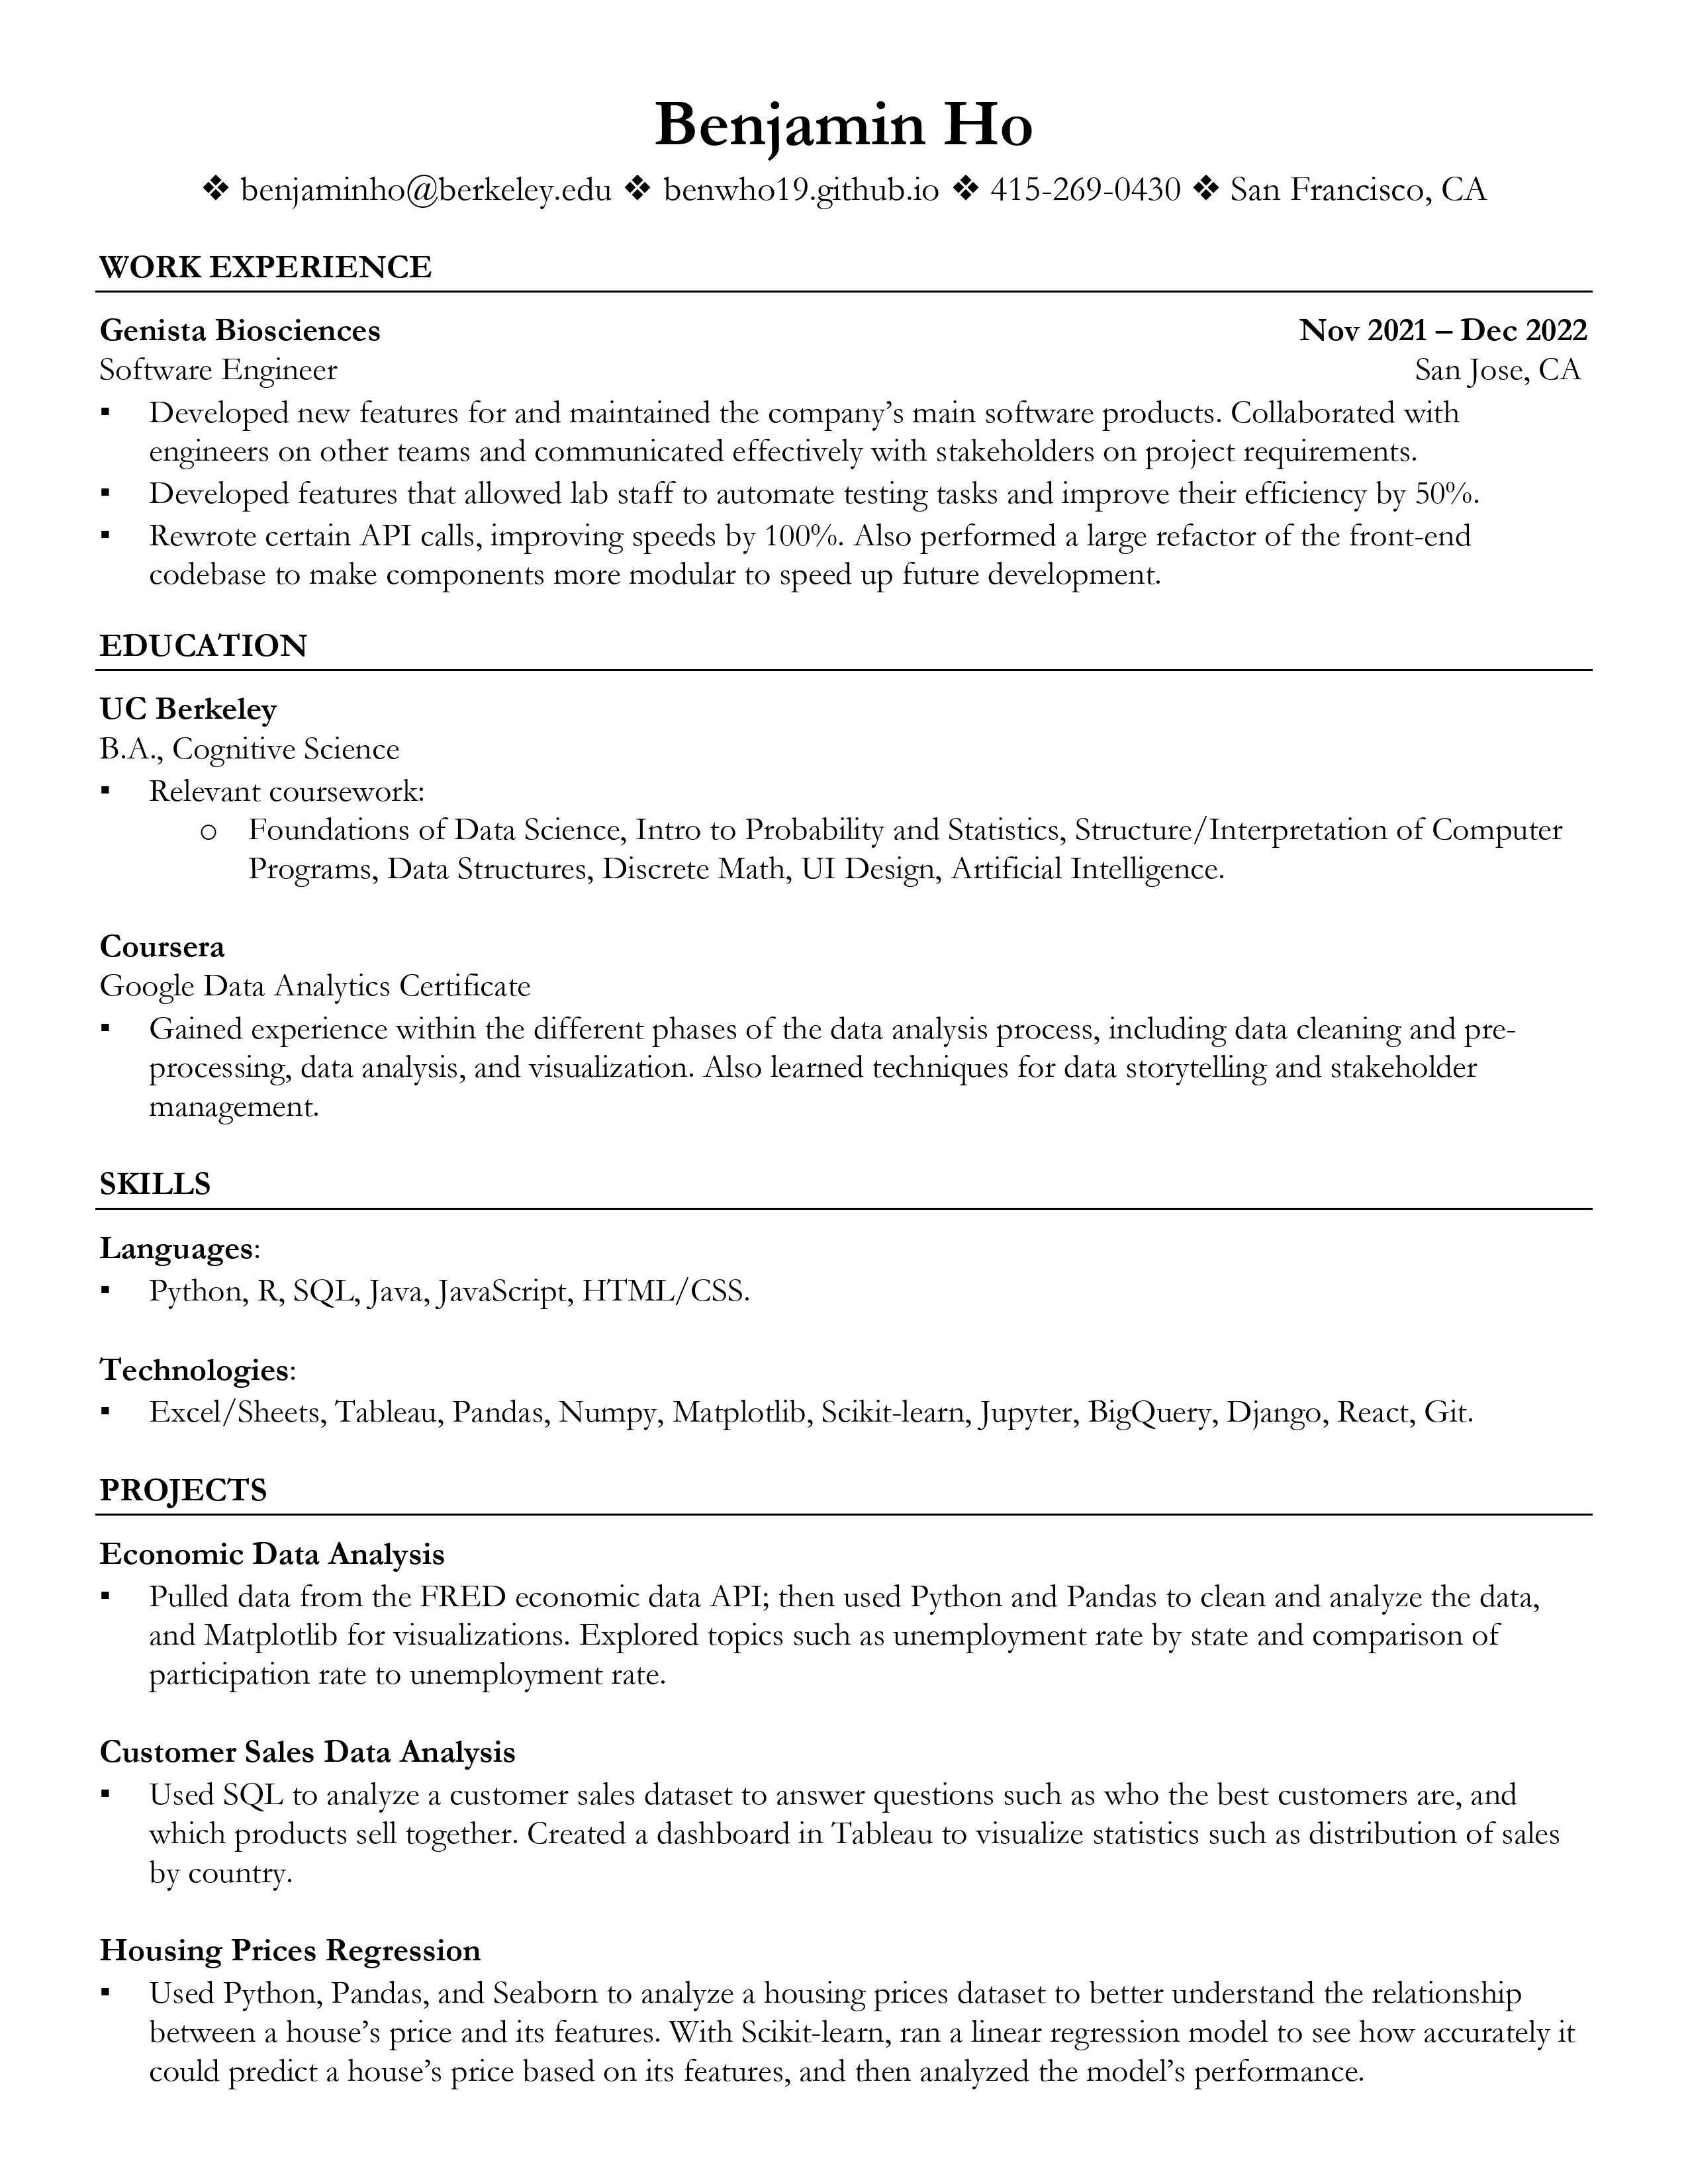 Benjamin Ho
❖ benjaminho@berkeley.edu ❖ benwho19.github.io ❖ 415-269-0430 ❖ San Francisco, CA
WORK EXPERIENCE
Genista Biosciences Nov 2021 – Dec 2022
Software Engineer San Jose, CA
▪ Developed new features for and maintained the company’s main software products. Collaborated with
engineers on other teams and communicated effectively with stakeholders on project requirements.
▪ Developed features that allowed lab staff to automate testing tasks and improve their efficiency by 50%.
▪ Rewrote certain API calls, improving speeds by 100%. Also performed a large refactor of the front-end
codebase to make components more modular to speed up future development.
EDUCATION
UC Berkeley
B.A., Cognitive Science
▪ Relevant coursework:
o Foundations of Data Science, Intro to Probability and Statistics, Structure/Interpretation of Computer
Programs, Data Structures, Discrete Math, UI Design, Artificial Intelligence.
Coursera
Google Data Analytics Certificate
▪ Gained experience within the different phases of the data analysis process, including data cleaning and pre-
processing, data analysis, and visualization. Also learned techniques for data storytelling and stakeholder
management.
SKILLS
Languages:
▪ Python, R, SQL, Java, JavaScript, HTML/CSS.
Technologies:
▪ Excel/Sheets, Tableau, Pandas, Numpy, Matplotlib, Scikit-learn, Jupyter, BigQuery, Django, React, Git.
PROJECTS
Economic Data Analysis
▪ Pulled data from the FRED economic data API; then used Python and Pandas to clean and analyze the data,
and Matplotlib for visualizations. Explored topics such as unemployment rate by state and comparison of
participation rate to unemployment rate.
Customer Sales Data Analysis
▪ Used SQL to analyze a customer sales dataset to answer questions such as who the best customers are, and
which products sell together. Created a dashboard in Tableau to visualize statistics such as distribution of sales
by country.
Housing Prices Regression
▪ Used Python, Pandas, and Seaborn to analyze a housing prices dataset to better understand the relationship
between a house’s price and its features. With Scikit-learn, ran a linear regression model to see how accurately it
could predict a house’s price based on its features, and then analyzed the model’s performance.